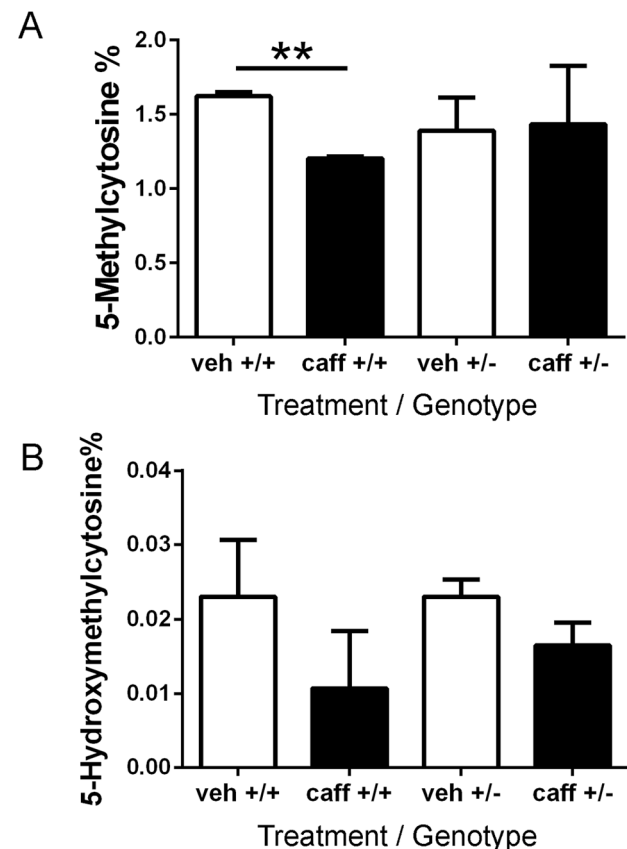 A
5-Methylcytosine %
2.0
1.5
1.0
0.5
0.0
**
veh +/+ caff +/+ veh +/- caff +/-
Treatment / Genotype
B
5-Hydroxymethylcytosine%
0.04
0.03
0.02
0.01
0.00
veh +/+ caff +/+ veh +/- caff +/-
Treatment / Genotype